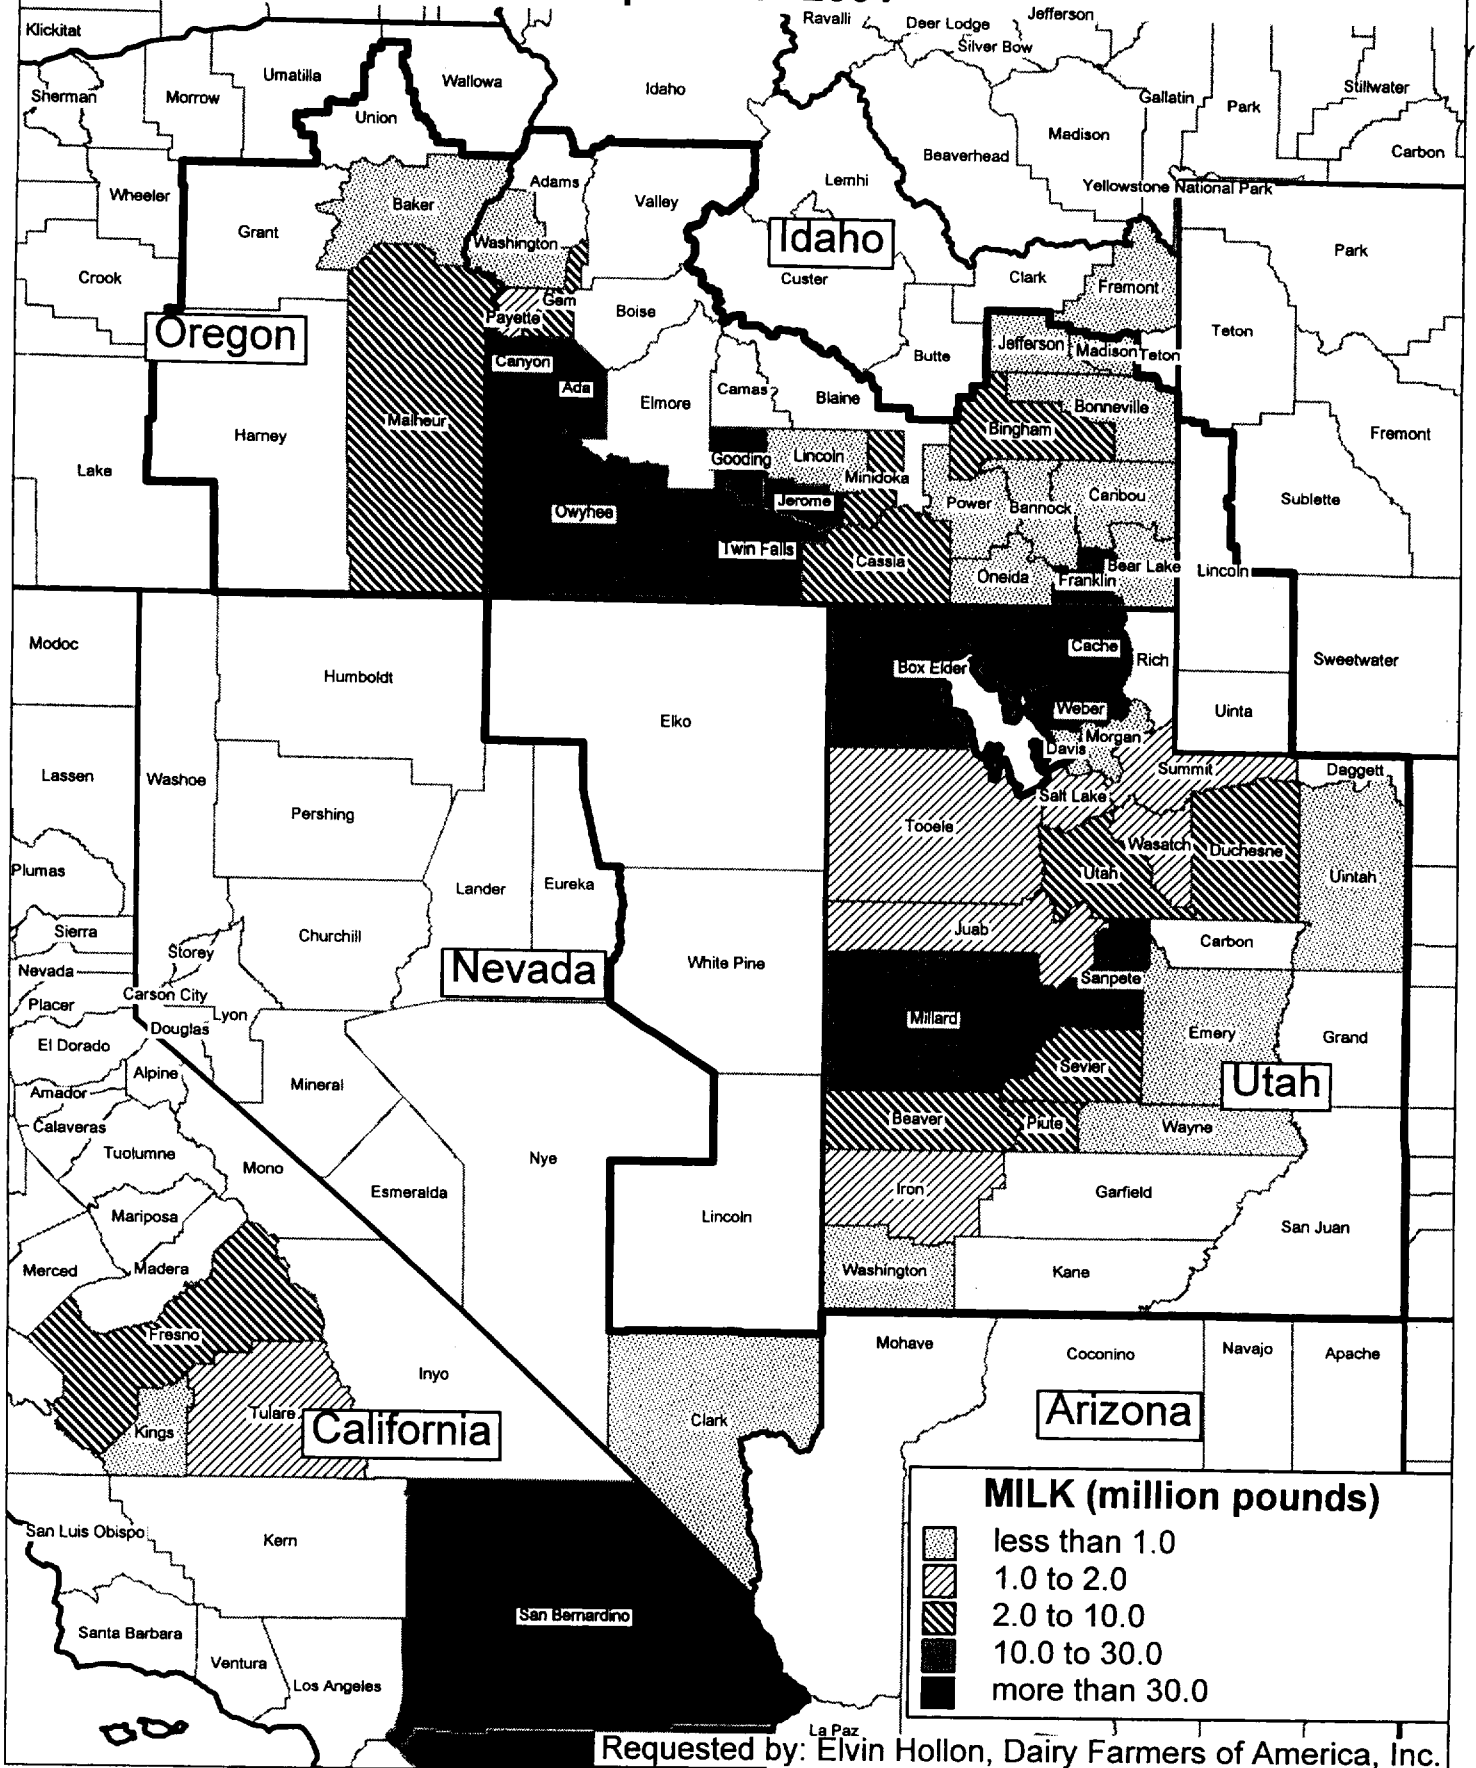 Klickitat
Ravalli
Deer Lodge
Jefferson
Silver Bow
Sherman
Morrow
Umatilla
Wallowa
Idaho
Gallatin
Park
Stillwater
Union
Madison
Beaverhead
Carbon
Wheeler
Grant
Baker
Adams
Valley
Lemhi
Yellowstone National Park
Washington
Idaho
Crook
Custer
Clark
Fremont
Park
Gem
Payette
Boise
Oregon
Teton
Canyon
Ada
Butte
Jefferson
Madison
Teton
Elmore
Camas
Blaine
Bonneville
Malheur
Harney
Bingham
Fremont
Lake
Gooding
Lincoln
Minidoka
Jerome
Power
Bannock
Caribou
Sublette
Owyhee
Twin Falls
Cassia
Oneida
Franklin
Bear Lake
Lincoln
Modoc
Humboldt
Elko
Box Elder
Cache
Rich
Sweetwater
Weber
Uinta
Lassen
Washoe
Davis
Morgan
Summit
Daggett
Pershing
Salt Lake
Tooele
Wasatch
Duchesne
Plumas
Lander
Eureka
Utah
Uintah
Sierra
Storey
Churchill
Juab
Carbon
Nevada
Nevada
White Pine
Sanpete
Placer
Carson City
Lyon
Douglas
Millard
Emery
Grand
El Dorado
Alpine
Mineral
Sevier
Utah
Amador
Calaveras
Beaver
Piute
Wayne
Tuolumne
Mono
Nye
Esmeralda
Iron
Garfield
Mariposa
Lincoln
San Juan
Merced
Madera
Washington
Kane
Fresno
Mohave
Coconino
Navajo
Apache
Inyo
Kings
Tulare
California
Clark
Arizona
MILK (million pounds)
less than 1.0
1.0 to 2.0
2.0 to 10.0
10.0 to 30.0
more than 30.0
San Luis Obispo
Kern
San Bernardino
Santa Barbara
Ventura
Los Angeles
La Paz
Requested by: Elvin Hollon, Dairy Farmers of America, Inc.